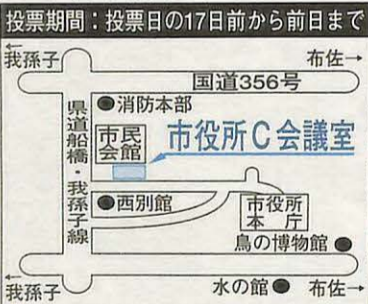 投票期間：投票日の17日前から前日まで
←我孫子
布佐→
国道356号
県道船橋・我孫子線
●消防本部
市民会館
市役所C会議室
●西別館
市役所本庁
鳥の博物館●
←我孫子
水の館●
布佐→